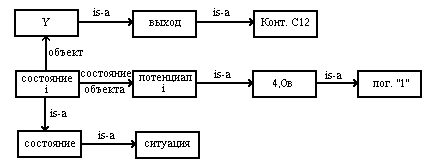 is-a is-a
Y выход Конт. C12
объект
состояние i состояние объекта потенциал i is-a 4,0в is-a лог. "1"
is-a
состояние is-a ситуация